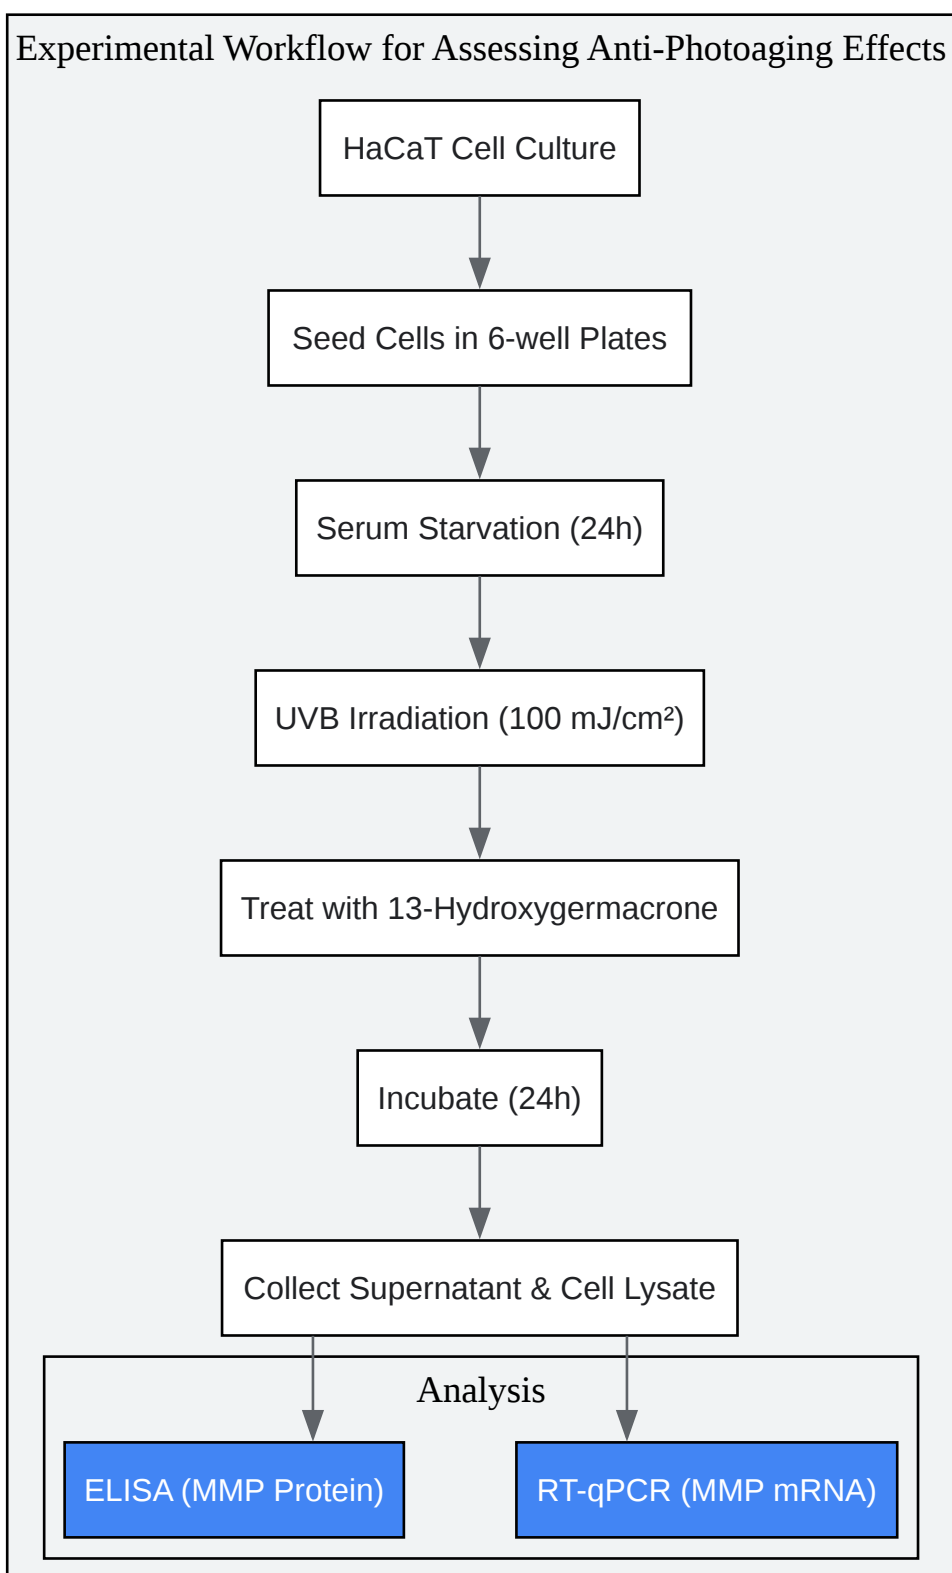 Experimental Workflow for Assessing Anti-Photoaging Effects
HaCaT Cell Culture
Seed Cells in 6-well Plates
Serum Starvation (24h)
UVB Irradiation (100 mJ/cm²)
Treat with 13-Hydroxygermacrone
Incubate (24h)
Collect Supernatant & Cell Lysate
Analysis
ELISA (MMP Protein)
RT-qPCR (MMP mRNA)